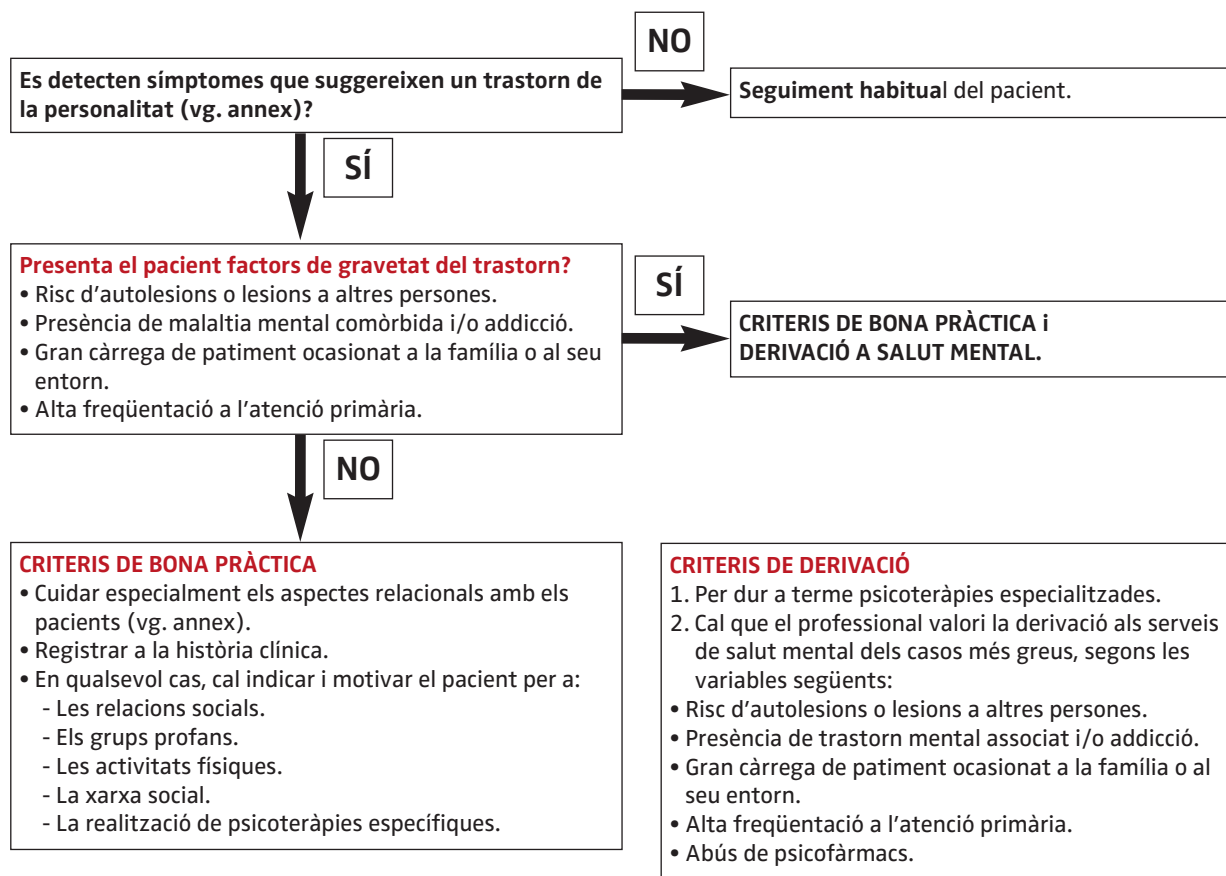 NO
Es detecten símptomes que suggereixen un trastorn de
la personalitat (vg. annex)?
Seguiment habitual del pacient.
SÍ
Presenta el pacient factors de gravetat del trastorn?
• Risc d'autolesions o lesions a altres persones.
• Presència de malaltia mental comòrbida i/o addicció.
• Gran càrrega de patiment ocasionat a la família o al seu
entorn.
• Alta freqüentació a l'atenció primària.
SÍ
CRITERIS DE BONA PRÀCTICA i
DERIVACIÓ A SALUT MENTAL.
NO
CRITERIS DE BONA PRÀCTICA
• Cuidar especialment els aspectes relacionals amb els
pacients (vg. annex).
• Registrar a la història clínica.
• En qualsevol cas, cal indicar i motivar el pacient per a:
- Les relacions socials.
- Els grups profans.
- Les activitats físiques.
- La xarxa social.
- La realització de psicoteràpies específiques.
CRITERIS DE DERIVACIÓ
1. Per dur a terme psicoteràpies especialitzades.
2. Cal que el professional valori la derivació als serveis
de salut mental dels casos més greus, segons les
variables següents:
• Risc d'autolesions o lesions a altres persones.
• Presència de trastorn mental associat i/o addicció.
• Gran càrrega de patiment ocasionat a la família o al
seu entorn.
• Alta freqüentació a l'atenció primària.
• Abús de psicofàrmacs.